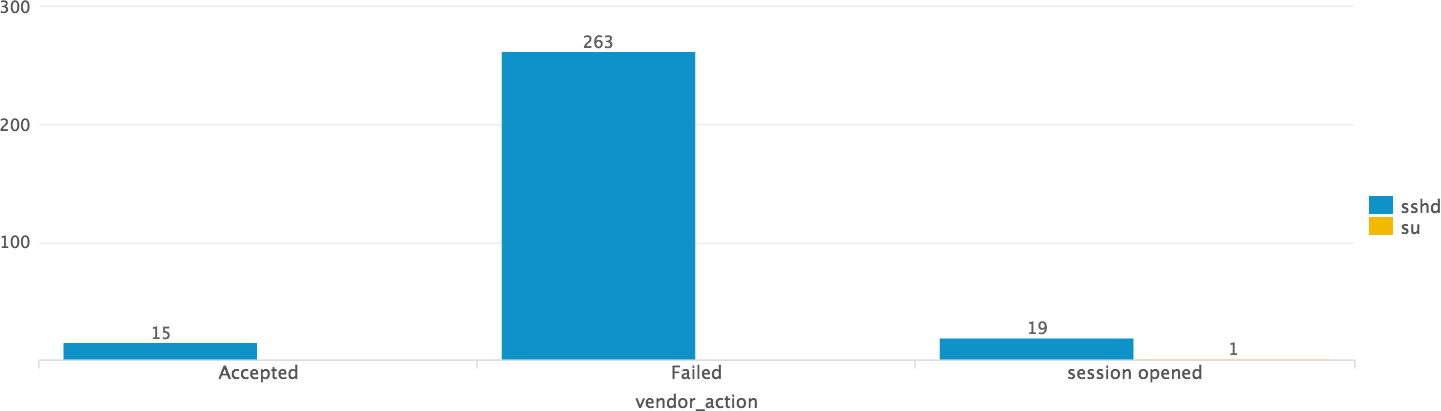 300
263
200
sshd
su
100
15
19
1
Accepted
Failed
session opened
vendor_action